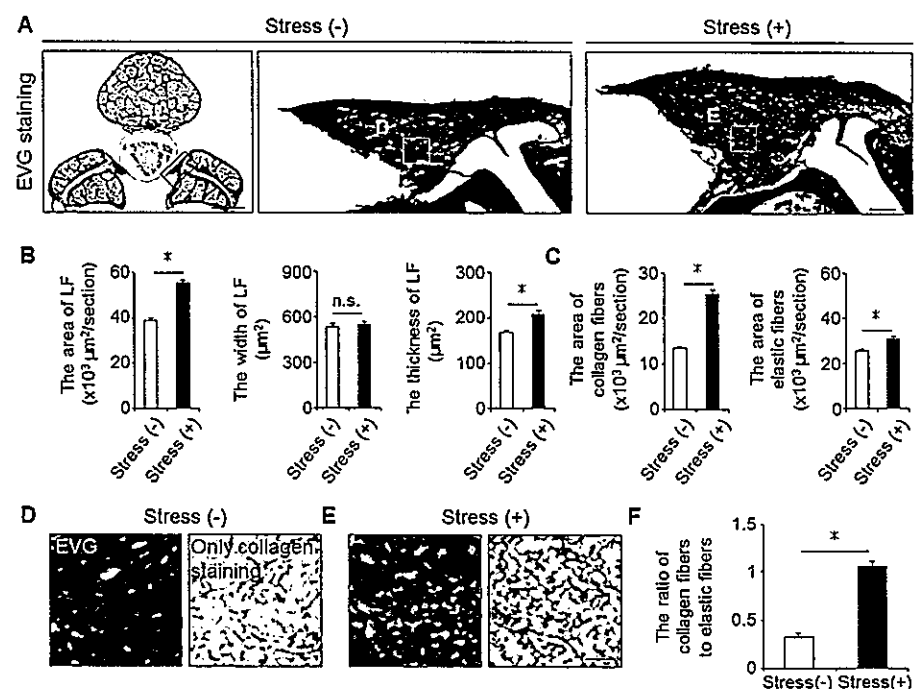 A
Stress (-)
Stress (+)
EVG staining
D
E
B
The area of LF
(x10³ µm²/section)
60
40
20
0
*
Stress (-)
Stress (+)
The width of LF
(µm²)
900
600
300
0
n.s.
Stress (-)
Stress (+)
The thickness of LF
(µm²)
300
200
100
0
*
Stress (-)
Stress (+)
C
The area of
collagen fibers
(x10³ µm²/section)
30
20
10
0
*
Stress (-)
Stress (+)
The area of
elastic fibers
(x10³ µm²/section)
60
40
20
0
*
Stress (-)
Stress (+)
D
Stress (-)
EVG
Only collagen
staining
E
Stress (+)
F
The ratio of
collagen fibers
to elastic fibers
1.5
1
0.5
0
*
Stress(-) Stress(+)